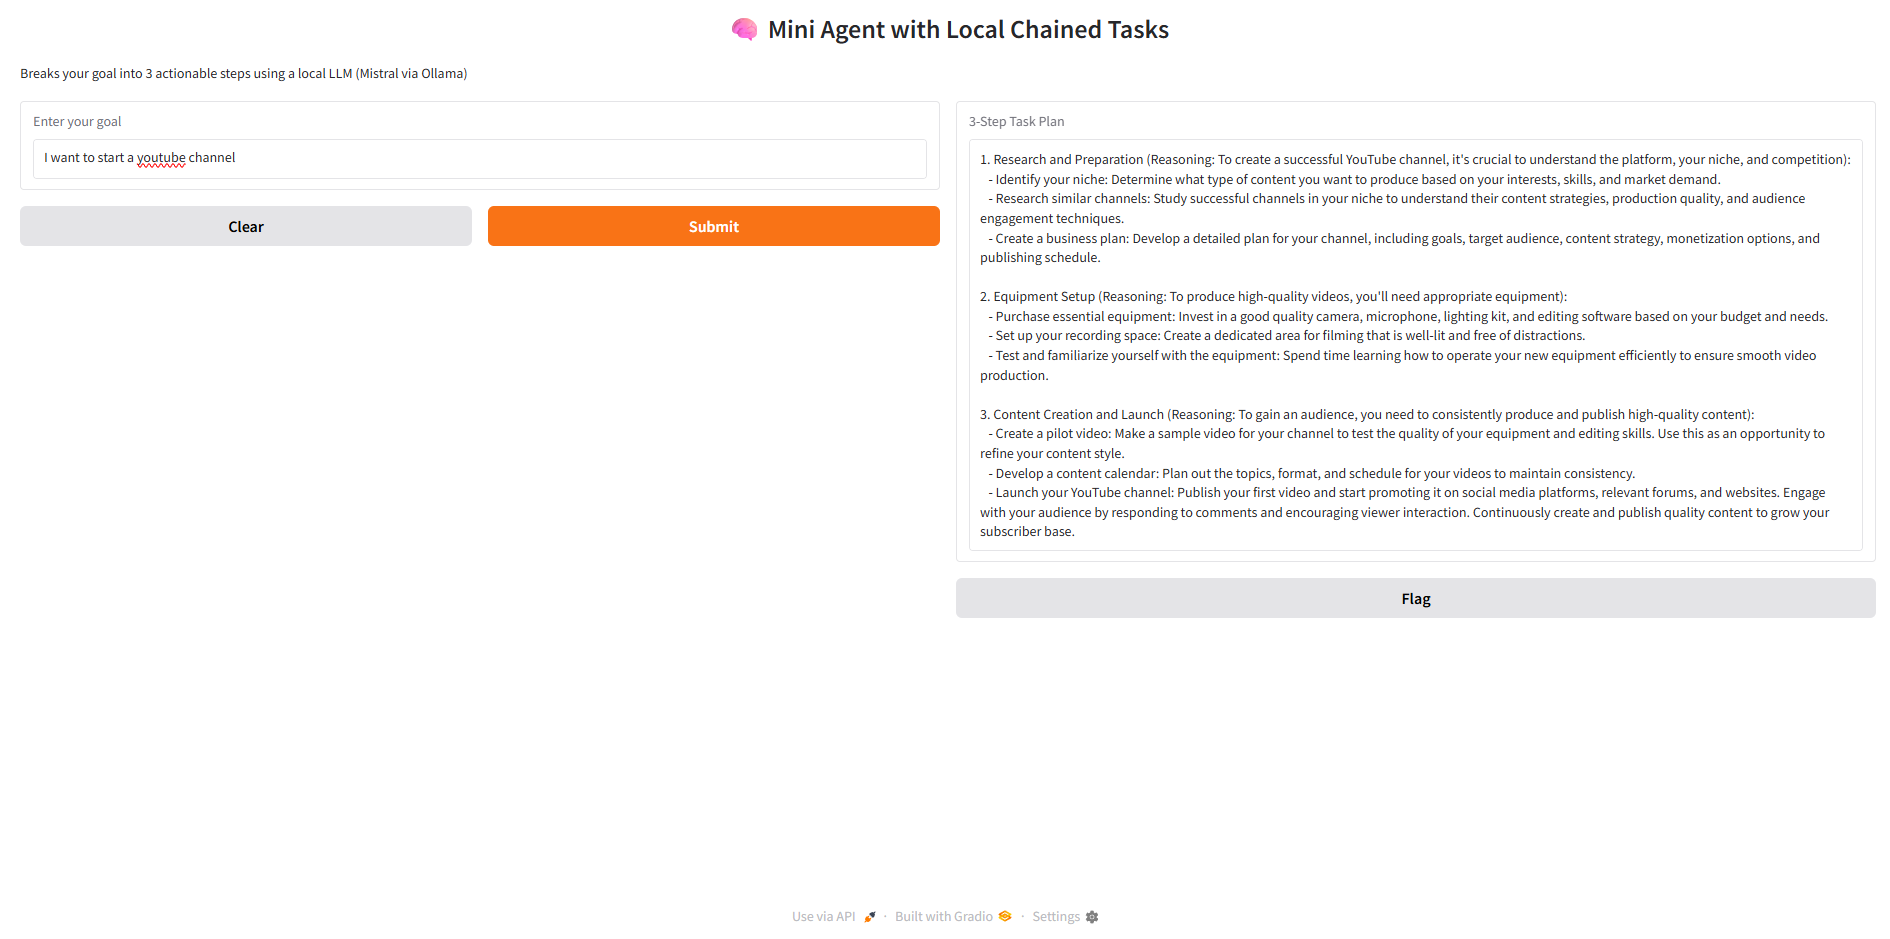 🧠 Mini Agent with Local Chained Tasks
Breaks your goal into 3 actionable steps using a local LLM (Mistral via Ollama)
Enter your goal
I want to start a youtube channel
Clear
Submit
3-Step Task Plan
1. Research and Preparation (Reasoning: To create a successful YouTube channel, it's crucial to understand the platform, your niche, and competition):
- Identify your niche: Determine what type of content you want to produce based on your interests, skills, and market demand.
- Research similar channels: Study successful channels in your niche to understand their content strategies, production quality, and audience
engagement techniques.
- Create a business plan: Develop a detailed plan for your channel, including goals, target audience, content strategy, monetization options, and
publishing schedule.
2. Equipment Setup (Reasoning: To produce high-quality videos, you'll need appropriate equipment):
- Purchase essential equipment: Invest in a good quality camera, microphone, lighting kit, and editing software based on your budget and needs.
- Set up your recording space: Create a dedicated area for filming that is well-lit and free of distractions.
- Test and familiarize yourself with the equipment: Spend time learning how to operate your new equipment efficiently to ensure smooth video
production.
3. Content Creation and Launch (Reasoning: To gain an audience, you need to consistently produce and publish high-quality content):
- Create a pilot video: Make a sample video for your channel to test the quality of your equipment and editing skills. Use this as an opportunity to
refine your content style.
- Develop a content calendar: Plan out the topics, format, and schedule for your videos to maintain consistency.
- Launch your YouTube channel: Publish your first video and start promoting it on social media platforms, relevant forums, and websites. Engage
with your audience by responding to comments and encouraging viewer interaction. Continuously create and publish quality content to grow your
subscriber base.
Flag
Use via API · Built with Gradio · Settings